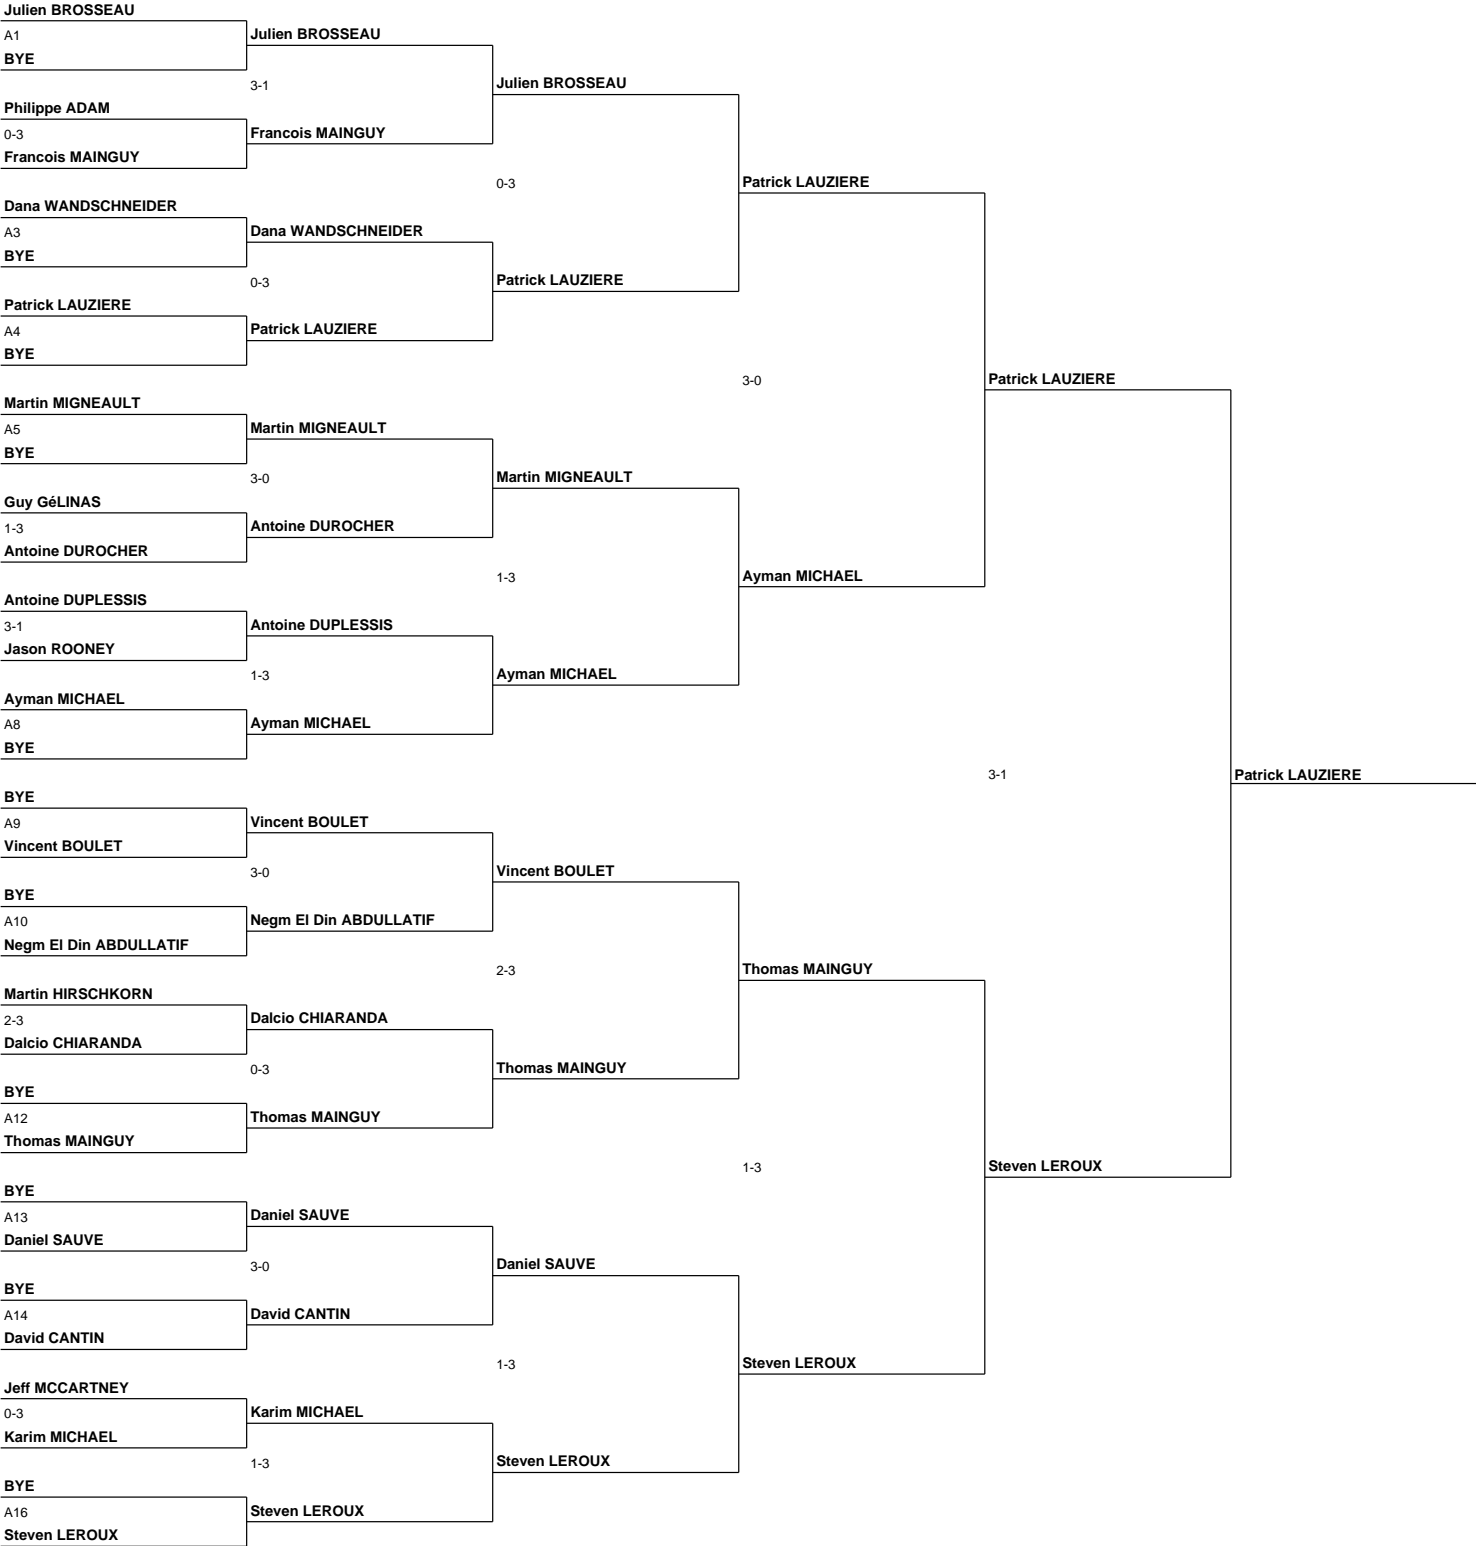 Julien BROSSEAU
A1
BYE
Philippe ADAM
0-3
Francois MAINGUY
Dana WANDSCHNEIDER
A3
BYE
Patrick LAUZIERE
A4
BYE
Martin MIGNEAULT
A5
BYE
Guy GéLINAS
1-3
Antoine DUROCHER
Antoine DUPLESSIS
3-1
Jason ROONEY
Ayman MICHAEL
A8
BYE
BYE
A9
Vincent BOULET
BYE
A10
Negm El Din ABDULLATIF
Martin HIRSCHKORN
2-3
Dalcio CHIARANDA
BYE
A12
Thomas MAINGUY
BYE
A13
Daniel SAUVE
BYE
A14
David CANTIN
Jeff MCCARTNEY
0-3
Karim MICHAEL
BYE
A16
Steven LEROUX
Julien BROSSEAU
3-1
Francois MAINGUY
Dana WANDSCHNEIDER
0-3
Patrick LAUZIERE
Martin MIGNEAULT
3-0
Antoine DUROCHER
Antoine DUPLESSIS
1-3
Ayman MICHAEL
Vincent BOULET
3-0
Negm El Din ABDULLATIF
Dalcio CHIARANDA
0-3
Thomas MAINGUY
Daniel SAUVE
3-0
David CANTIN
Karim MICHAEL
1-3
Steven LEROUX
Julien BROSSEAU
0-3
Patrick LAUZIERE
Martin MIGNEAULT
1-3
Ayman MICHAEL
Vincent BOULET
2-3
Thomas MAINGUY
Daniel SAUVE
1-3
Steven LEROUX
Patrick LAUZIERE
3-0
Ayman MICHAEL
Thomas MAINGUY
1-3
Steven LEROUX
Patrick LAUZIERE
3-1
Steven LEROUX
Patrick LAUZIERE